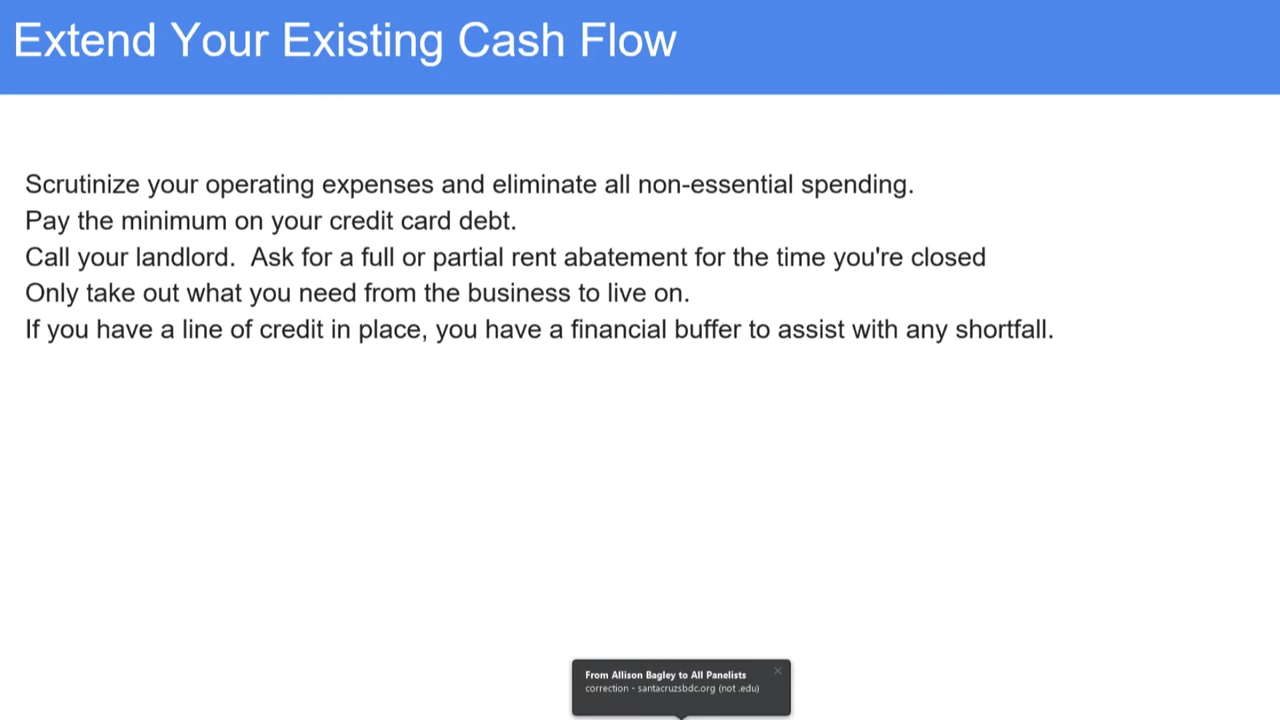 Extend Your Existing Cash Flow
Scrutinize your operating expenses and eliminate all non-essential spending.
Pay the minimum on your credit card debt.
Call your landlord.  Ask for a full or partial rent abatement for the time you're closed
Only take out what you need from the business to live on.
If you have a line of credit in place, you have a financial buffer to assist with any shortfall.
From Allison Bagley to All Panelists
correction - santacruzsbdc.org (not .edu)